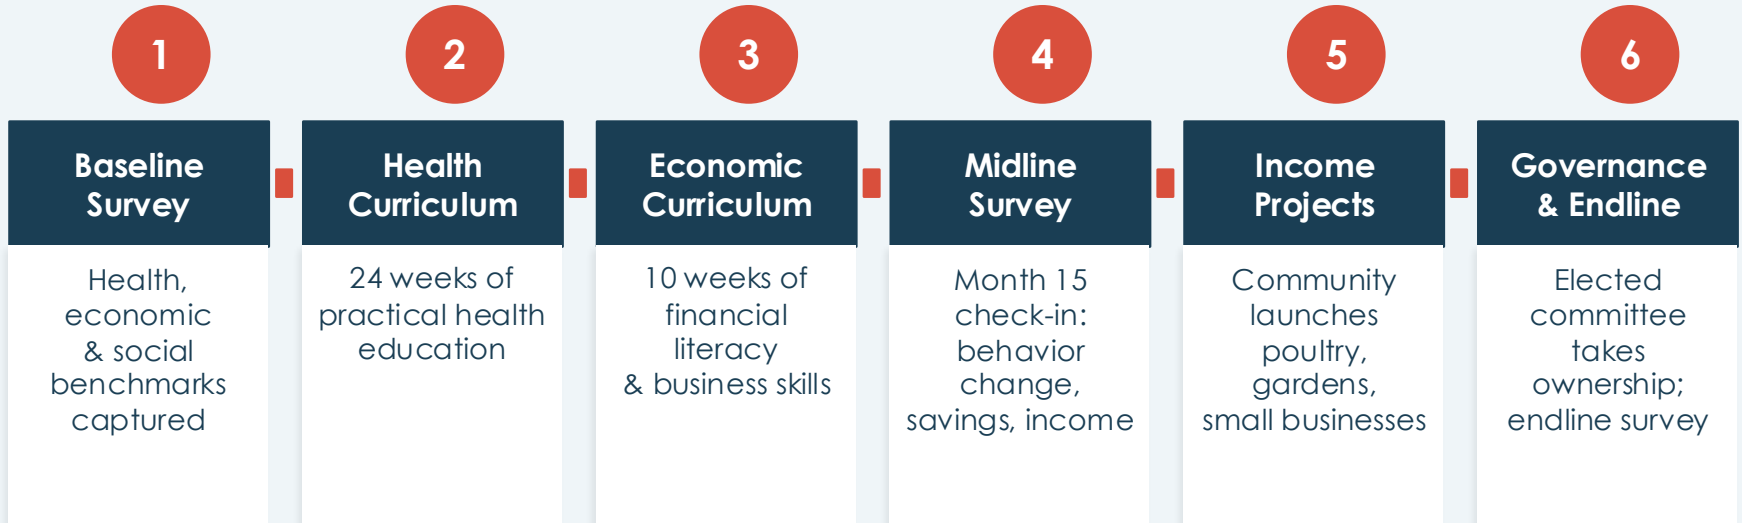 1
Baseline
Survey
Health,
economic
& social
benchmarks
captured
2
Health
Curriculum
24 weeks of
practical health
education
3
Economic
Curriculum
10 weeks of
financial
literacy
& business skills
4
Midline
Survey
Month 15
check-in:
behavior
change,
savings, income
5
Income
Projects
Community
launches
poultry,
gardens,
small businesses
6
Governance
& Endline
Elected
committee
takes
ownership;
endline survey